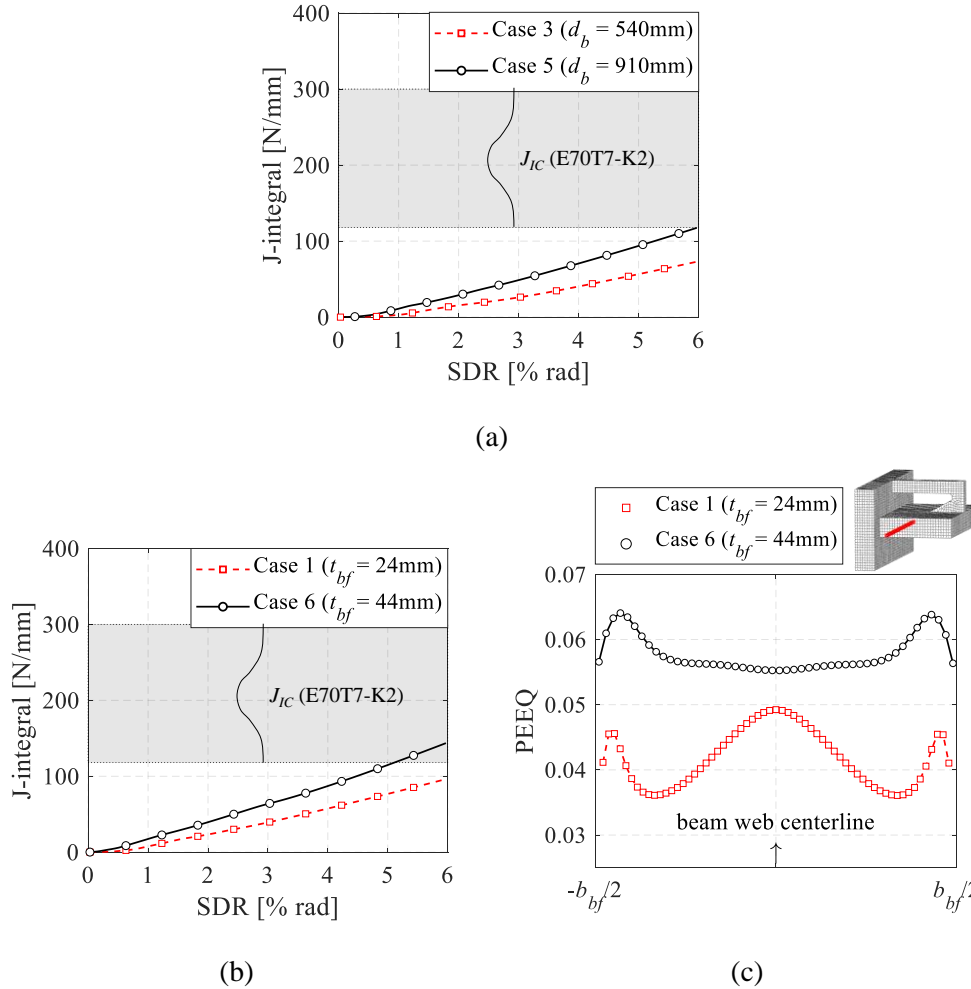 Case 3 (d_b = 540mm)
Case 5 (d_b = 910mm)
400
300
200
100
0
J-integral [N/mm]
J_IC (E70T7-K2)
0 1 2 3 4 5 6
SDR [% rad]
(a)
Case 1 (t_bf = 24mm)
Case 6 (t_bf = 44mm)
400
300
200
100
0
J-integral [N/mm]
J_IC (E70T7-K2)
0 1 2 3 4 5 6
SDR [% rad]
(b)
Case 1 (t_bf = 24mm)
Case 6 (t_bf = 44mm)
0.07
0.06
0.05
0.04
0.03
PEEQ
beam web centerline
↑
-b_bf/2 b_bf/2
(c)